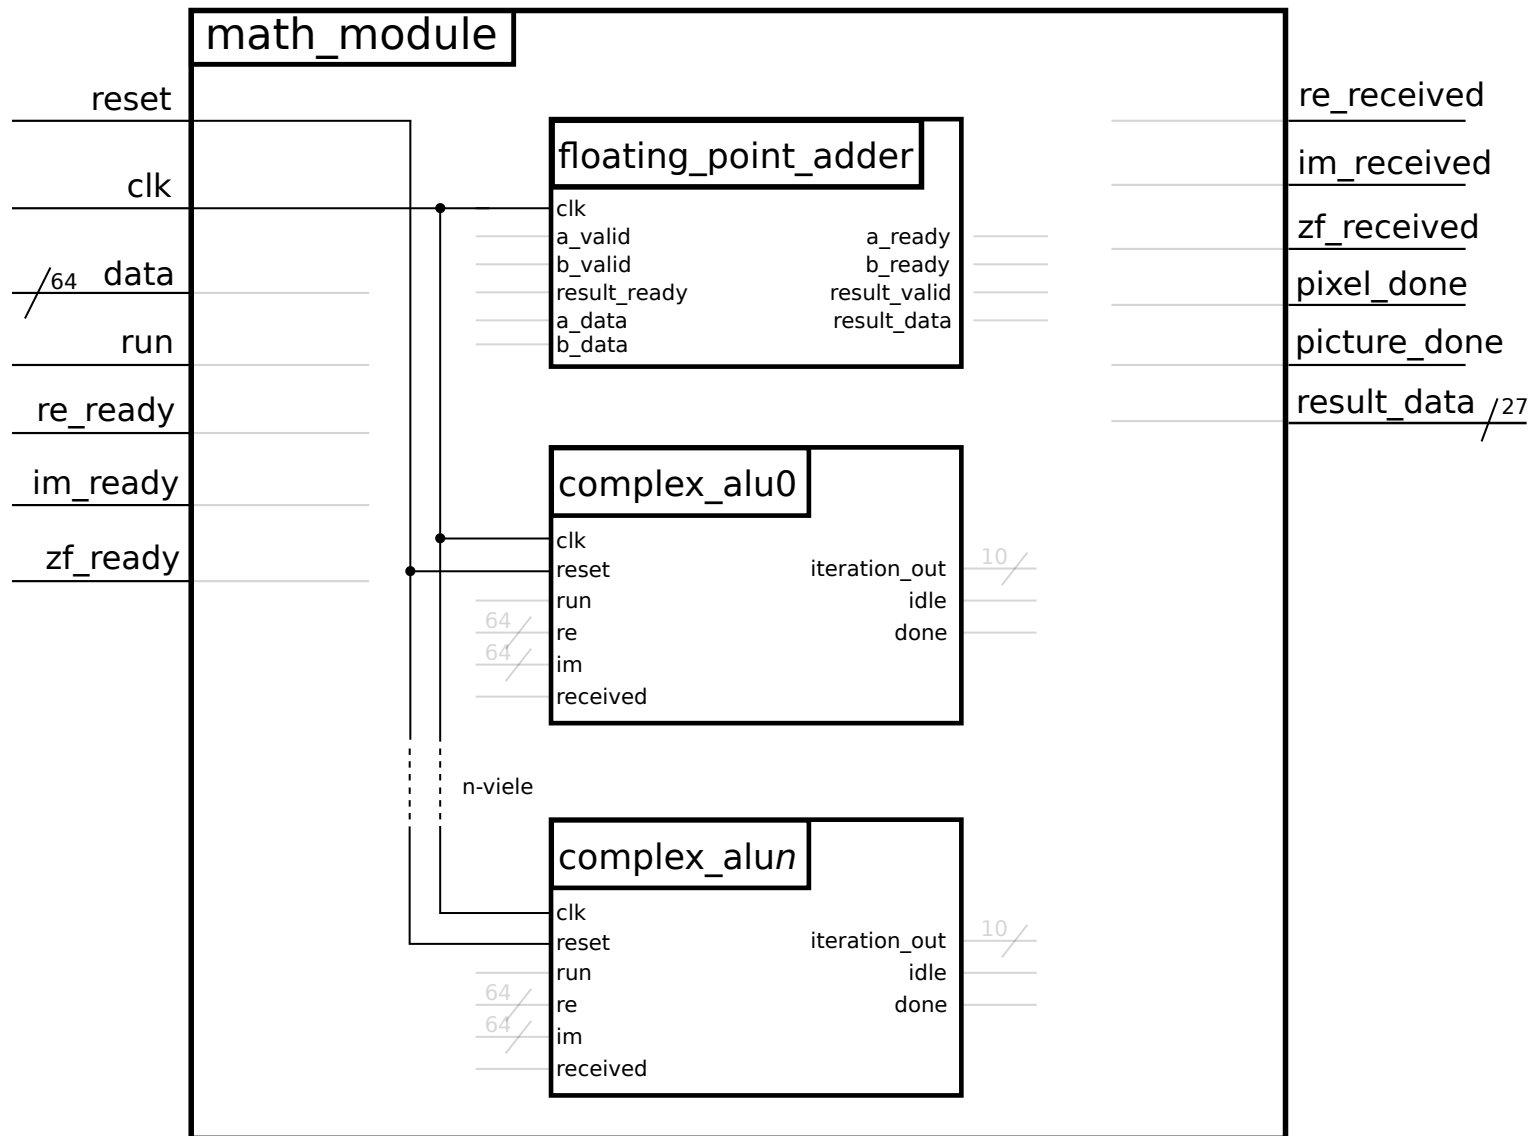 math_module
reset
clk
64 data
run
re_ready
im_ready
zf_ready
floating_point_adder
clk
a_valid a_ready
b_valid b_ready
result_ready result_valid
a_data result_data
b_data
complex_alu0
clk
reset iteration_out 10
run idle
64 re done
64 im
received
n-viele
complex_alun
clk
reset iteration_out 10
run idle
64 re done
64 im
received
re_received
im_received
zf_received
pixel_done
picture_done
result_data 27